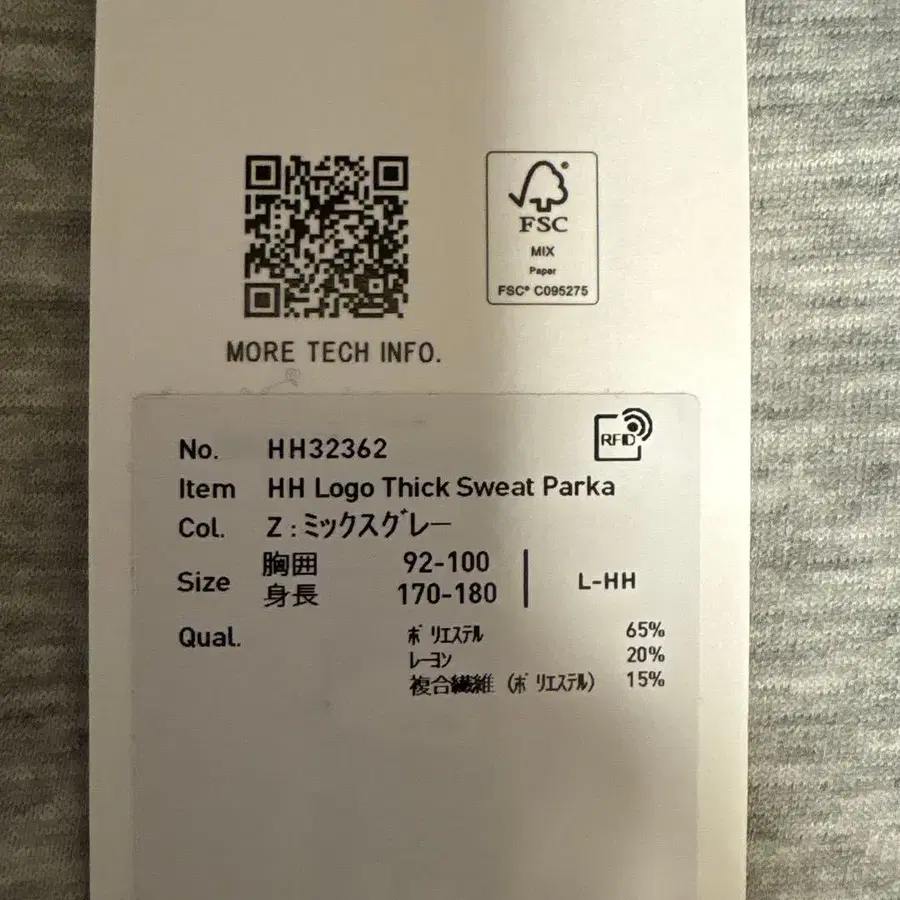 FSC
MIX
Paper
FSC® C095275
MORE TECH INFO.
RFID
No. HH32362
Item HH Logo Thick Sweat Parka
Col. Z:ミックスグレー
Size 胸囲 92-100 L-HH
身長 170-180
Qual. ポリエステル 65%
レーヨン 20%
複合繊維 (ポリエステル) 15%